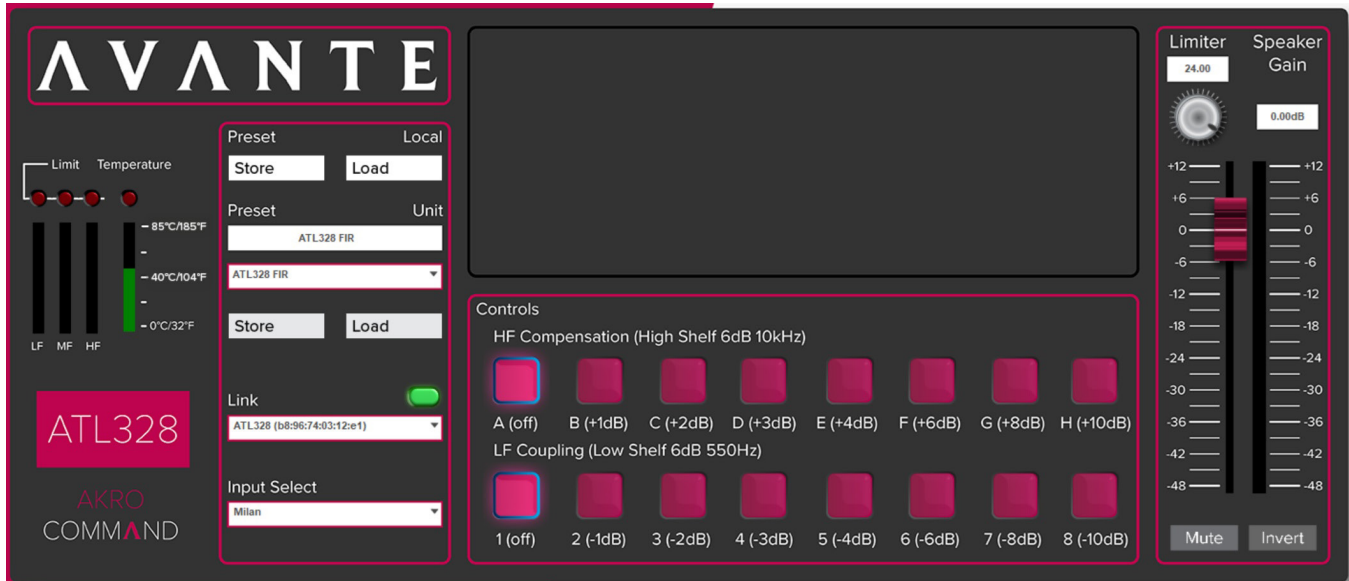 AVANTE
Limit Temperature
85°C/185°F
40°C/104°F
0°C/32°F
LF MF HF
ATL328
AKRO
COMMAND
Preset Local
Store Load
Preset Unit
ATL328 FIR
ATL328 FIR
Store Load
Link
ATL328 (b8:96:74:03:12:e1)
Input Select
Milan
Controls
HF Compensation (High Shelf 6dB 10kHz)
A (off) B (+1dB) C (+2dB) D (+3dB) E (+4dB) F (+6dB) G (+8dB) H (+10dB)
LF Coupling (Low Shelf 6dB 550Hz)
1 (off) 2 (-1dB) 3 (-2dB) 4 (-3dB) 5 (-4dB) 6 (-6dB) 7 (-8dB) 8 (-10dB)
Limiter Speaker
Gain
24.00
0.00dB
+12 +12
+6 +6
0 0
-6 -6
-12 -12
-18 -18
-24 -24
-30 -30
-36 -36
-42 -42
-48 -48
Mute Invert